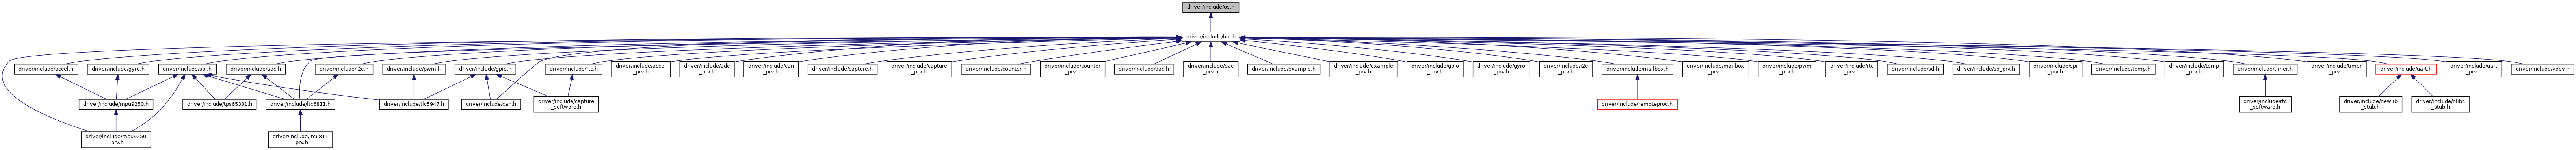 driver/include/os.h
driver/include/hal.h
driver/include/accel.h
driver/include/gyro.h
driver/include/spi.h
driver/include/adc.h
driver/include/i2c.h
driver/include/pwm.h
driver/include/gpio.h
driver/include/rtc.h
driver/include/accel
_prv.h
driver/include/adc
_prv.h
driver/include/can
_prv.h
driver/include/capture.h
driver/include/capture
_prv.h
driver/include/counter.h
driver/include/counter
_prv.h
driver/include/dac.h
driver/include/dac
_prv.h
driver/include/example.h
driver/include/example
_prv.h
driver/include/gpio
_prv.h
driver/include/gyro
_prv.h
driver/include/i2c
_prv.h
driver/include/mailbox.h
driver/include/mailbox
_prv.h
driver/include/pwm
_prv.h
driver/include/rtc
_prv.h
driver/include/sd.h
driver/include/sd_prv.h
driver/include/spi
_prv.h
driver/include/temp.h
driver/include/temp
_prv.h
driver/include/timer.h
driver/include/timer
_prv.h
driver/include/uart.h
driver/include/uart
_prv.h
driver/include/vdev.h
driver/include/mpu9250.h
driver/include/tps65381.h
driver/include/ltc6811.h
driver/include/tlc5947.h
driver/include/can.h
driver/include/capture
_software.h
driver/include/remoteproc.h
driver/include/rtc
_software.h
driver/include/newlib
_stub.h
driver/include/nlibc
_stub.h
driver/include/mpu9250
_prv.h
driver/include/ltc6811
_prv.h